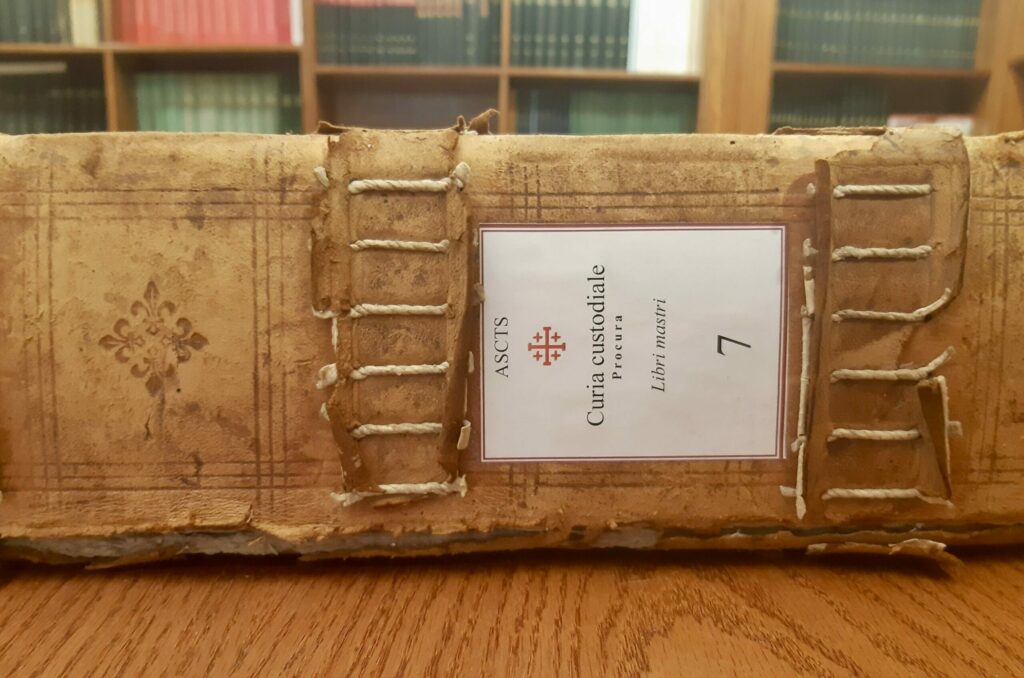 ASCTS
Curia custodiale
Procura
Libri mastri
7